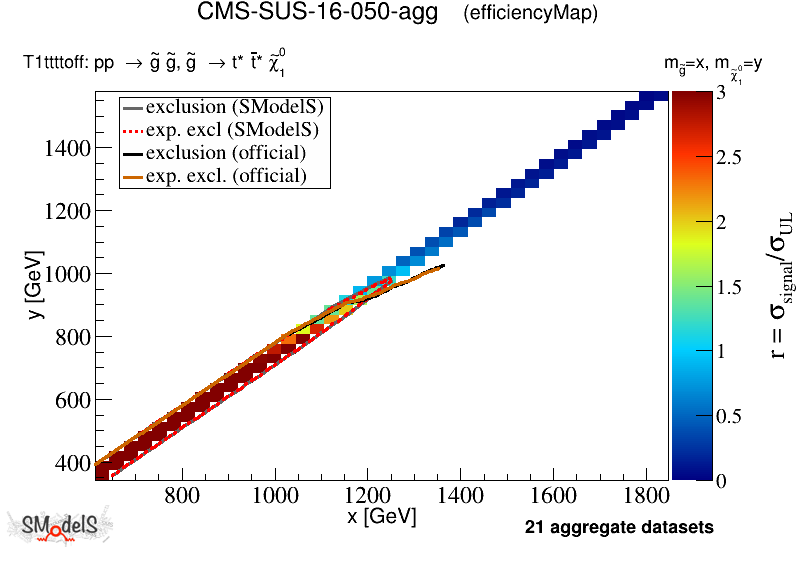 CMS-SUS-16-050-agg (efficiencyMap)
T1ttttoff: pp → g̃ g̃, g̃ → t* t̄* χ̃₁⁰
m_g̃=x, m_χ̃₁⁰=y
exclusion (SModelS)
exp. excl (SModelS)
exclusion (official)
exp. excl. (official)
y [GeV]
1400
1200
1000
800
600
400
800
1000
1200
1400
1600
1800
x [GeV]
3
2.5
2
1.5
1
0.5
0
r = σ_signal/σ_UL
SModelS
21 aggregate datasets